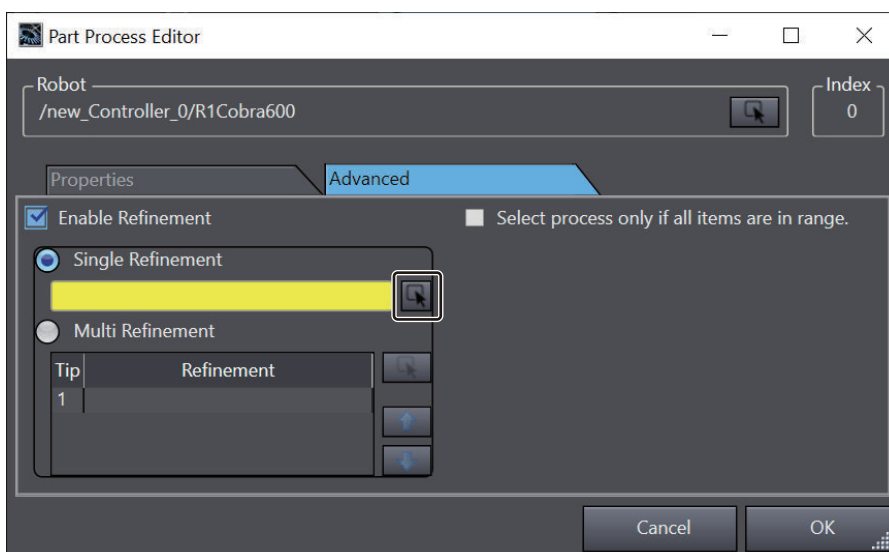 Part Process Editor
Robot
Index
/new_Controller_0/R1Cobra600
0
Properties
Advanced
Enable Refinement
Select process only if all items are in range.
Single Refinement
Multi Refinement
Tip
Refinement
1
Cancel
OK